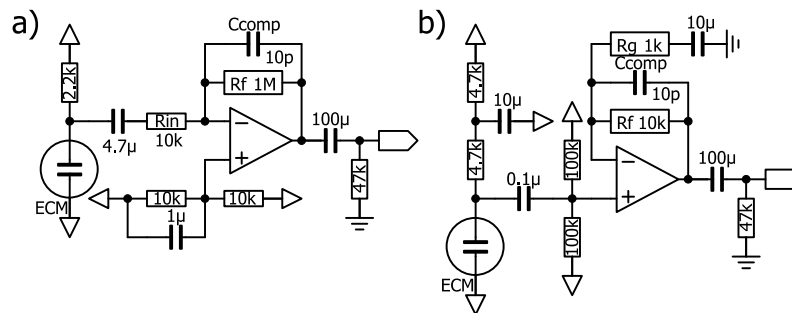 a)
Ccomp
10p
2.2k
Rf 1M
4.7µ
Rin
10k
100µ
47k
ECM
10k
10k
1µ
b)
10µ
Rg 1k
Ccomp
10p
4.7k
10µ
Rf 10k
4.7k
100k
0.1µ
100µ
100k
47k
ECM